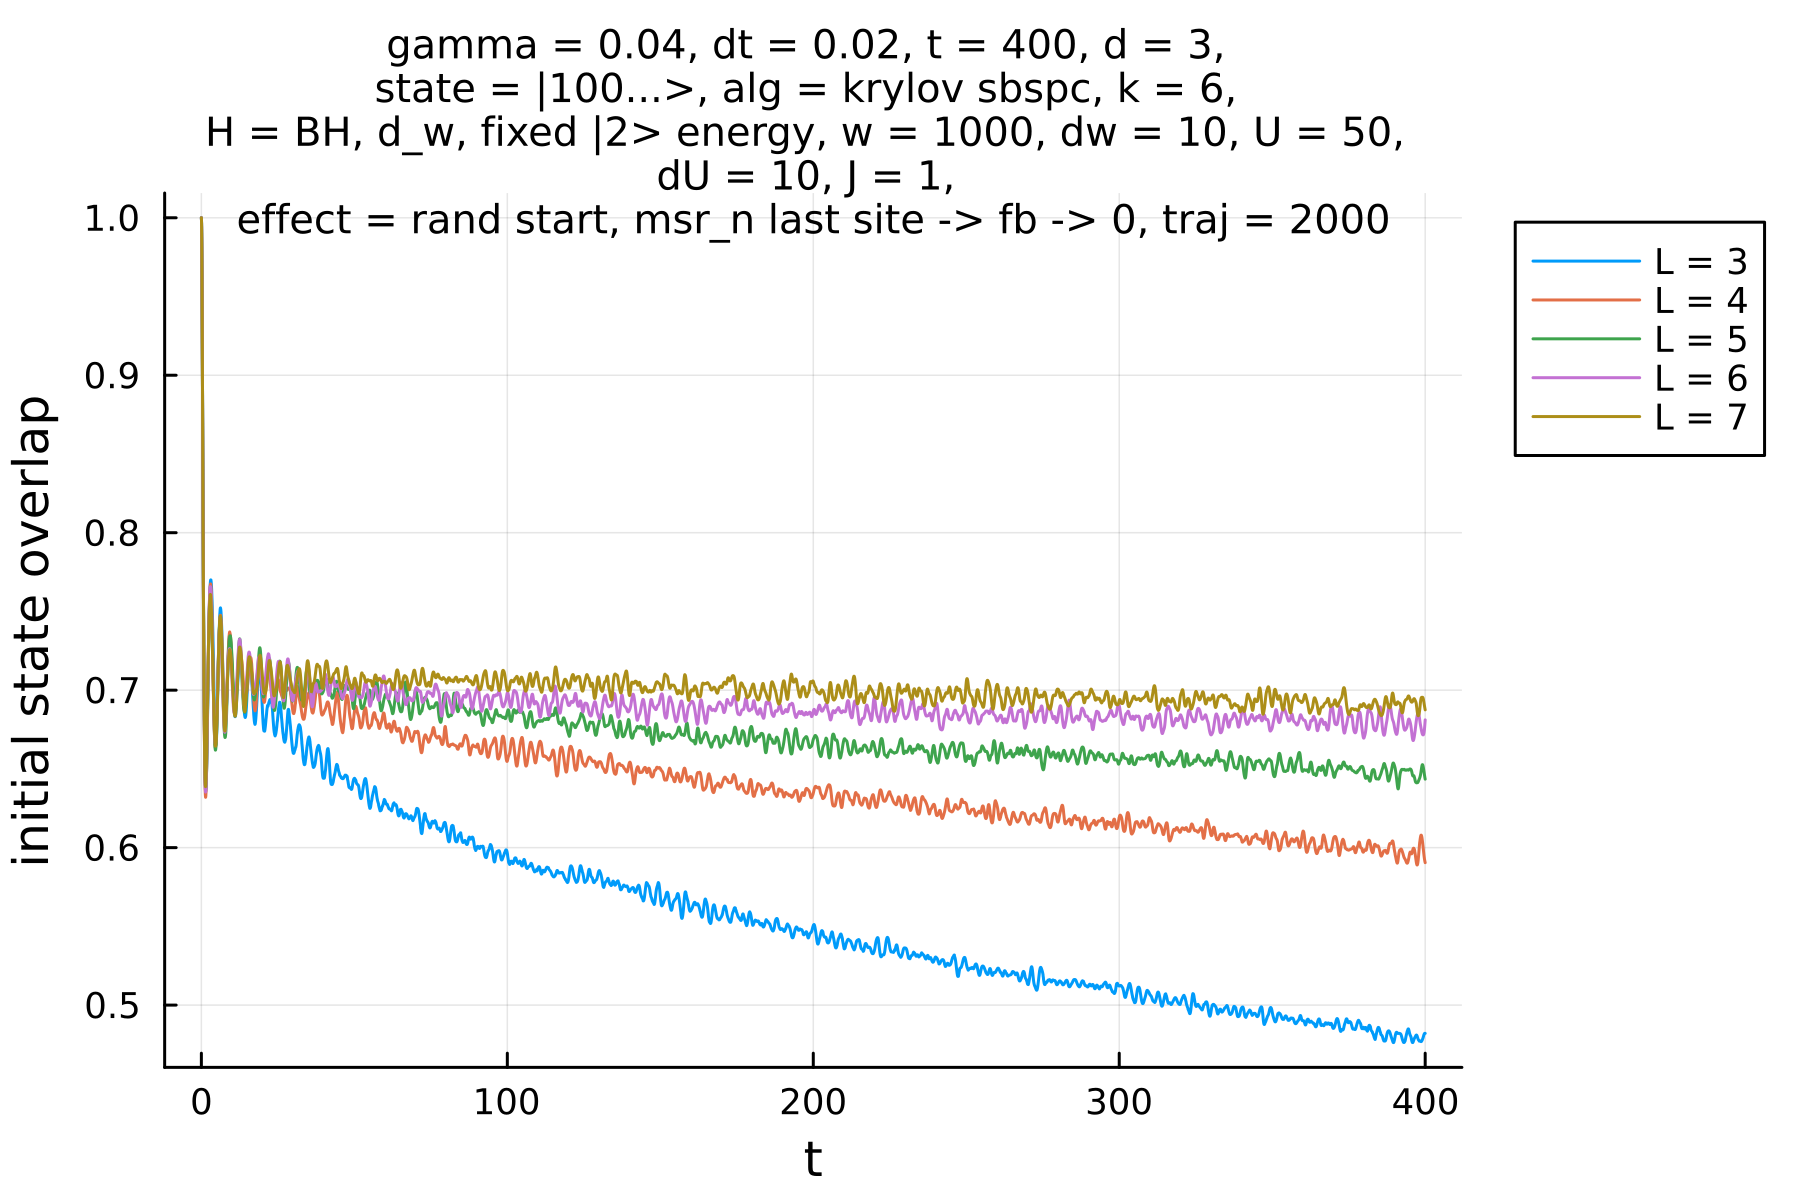 gamma = 0.04, dt = 0.02, t = 400, d = 3,
state = |100...>, alg = krylov sbspc, k = 6,
H = BH, d_w, fixed |2> energy, w = 1000, dw = 10, U = 50,
dU = 10, J = 1,
effect = rand start, msr_n last site -> fb -> 0, traj = 2000
1.0
0.9
0.8
0.7
0.6
0.5
initial state overlap
0
100
200
300
400
t
L = 3
L = 4
L = 5
L = 6
L = 7